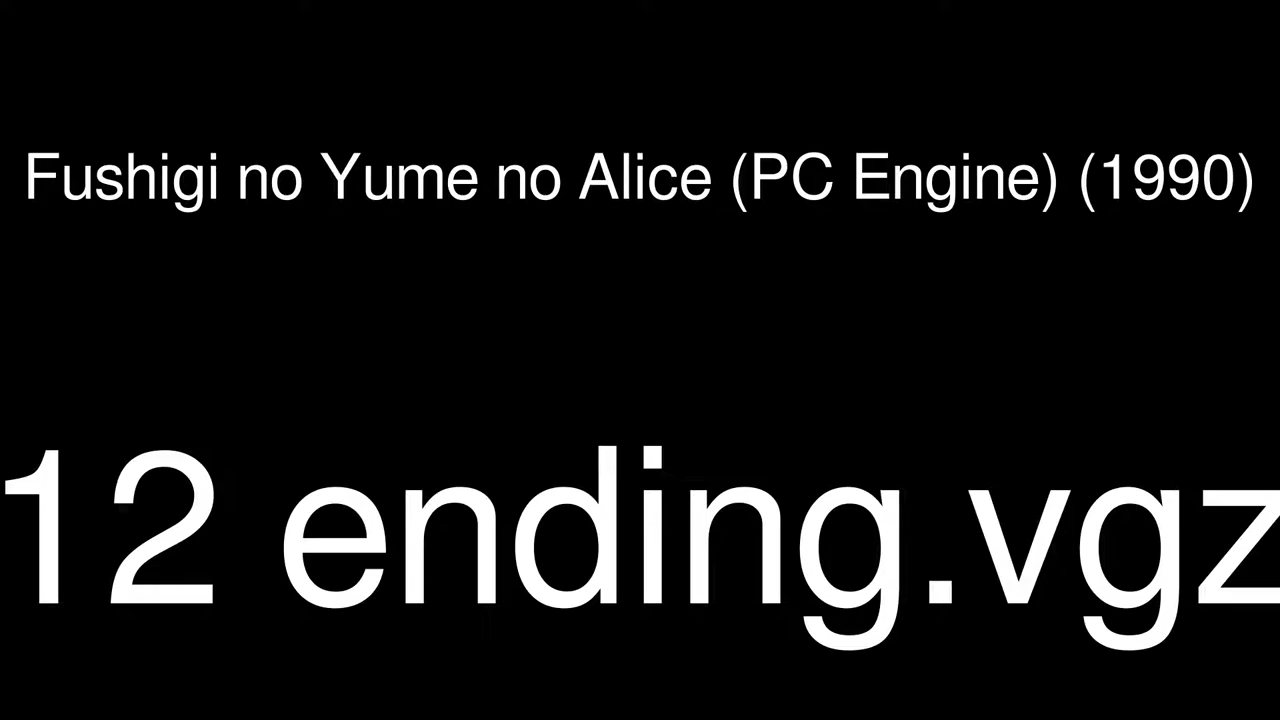 Fushigi no Yume no Alice (PC Engine) (1990)
12 ending.vgz